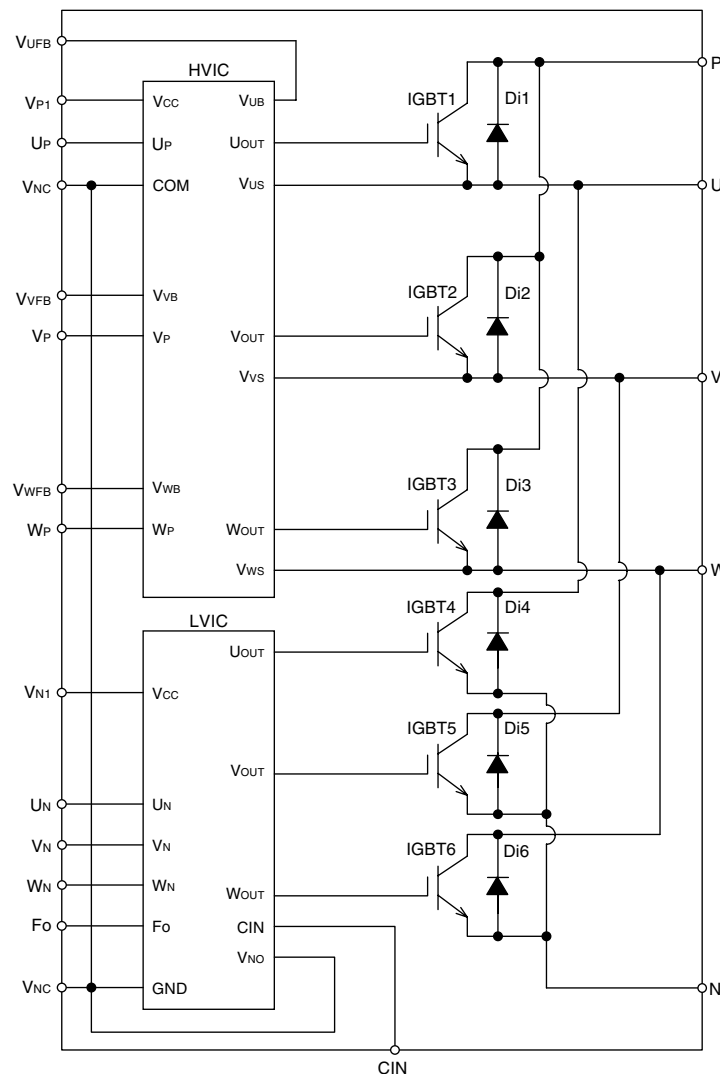 VUFB
HVIC
P
VP1
VCC
VUB
IGBT1
Di1
UP
UP
UOUT
VNC
COM
VUS
U
VVFB
VVB
IGBT2
Di2
VP
VP
VOUT
VVS
V
VWFB
VWB
IGBT3
Di3
WP
WP
WOUT
VWS
W
LVIC
IGBT4
Di4
UOUT
VN1
VCC
IGBT5
Di5
VOUT
UN
UN
VN
VN
IGBT6
Di6
WN
WN
WOUT
Fo
Fo
CIN
VNO
VNC
GND
N
CIN